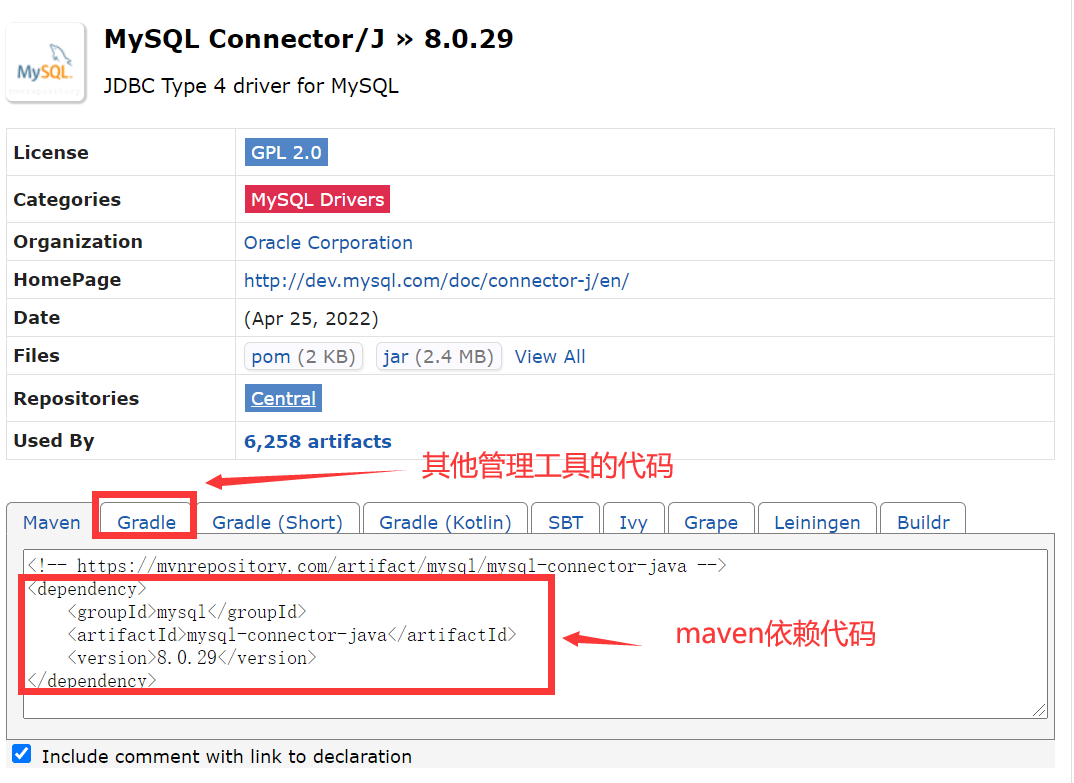 MySQL Connector/J » 8.0.29
MySQL
JDBC Type 4 driver for MySQL
License GPL 2.0
Categories MySQL Drivers
Organization Oracle Corporation
HomePage http://dev.mysql.com/doc/connector-j/en/
Date (Apr 25, 2022)
Files pom (2 KB) jar (2.4 MB) View All
Repositories Central
Used By 6,258 artifacts
其他管理工具的代码
Maven Gradle Gradle (Short) Gradle (Kotlin) SBT Ivy Grape Leiningen Buildr
<!-- https://mvnrepository.com/artifact/mysql/mysql-connector-java -->
<dependency>
    <groupId>mysql</groupId>
    <artifactId>mysql-connector-java</artifactId>
    <version>8.0.29</version>
</dependency>
maven依赖代码
Include comment with link to declaration